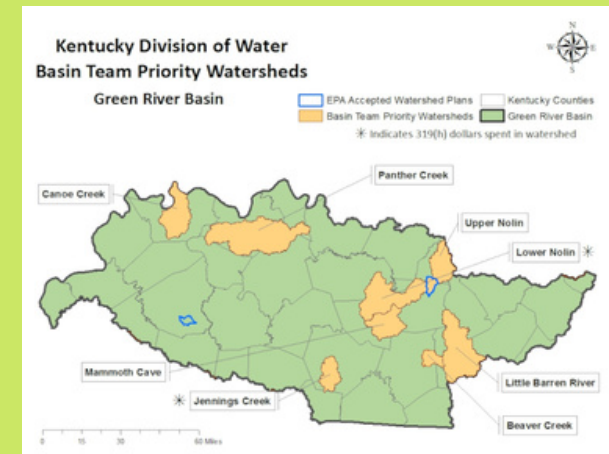 Kentucky Division of Water
Basin Team Priority Watersheds
Green River Basin
N
W
E
S
EPA Accepted Watershed Plans
Kentucky Counties
Basin Team Priority Watersheds
Green River Basin
✳ Indicates 319(h) dollars spent in watershed
Panther Creek
Canoe Creek
Upper Nolin
Lower Nolin ✳
Mammoth Cave
Little Barren River
✳ Jennings Creek
Beaver Creek
0 15 30 60 Miles